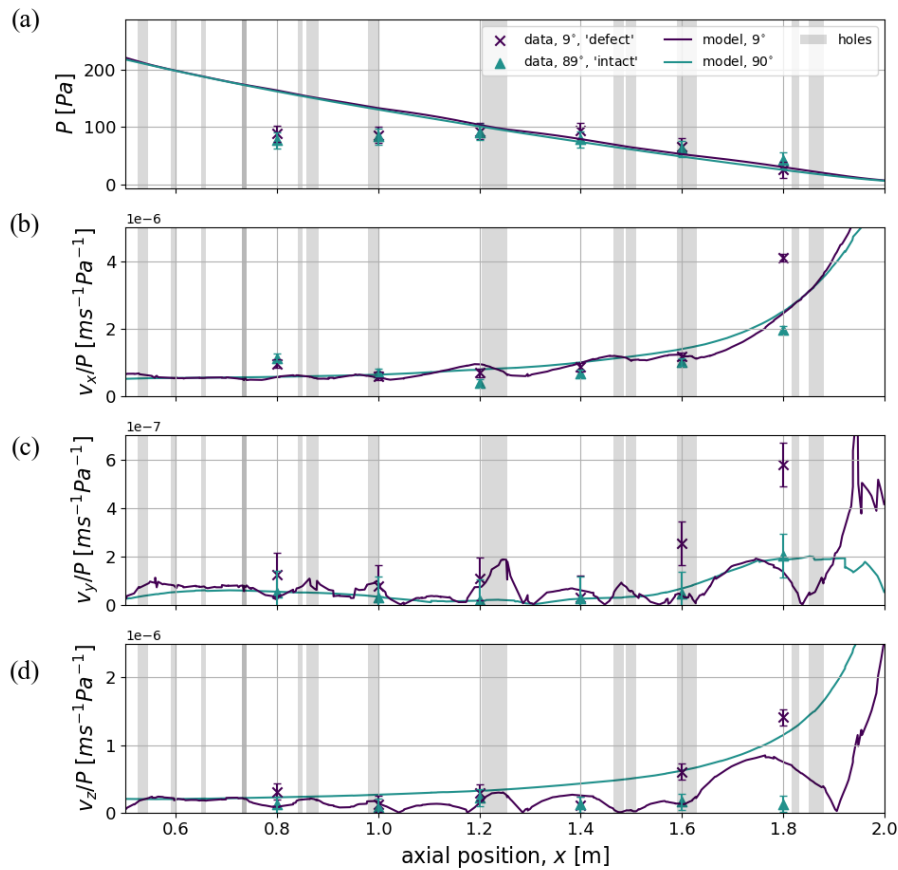 (a)
P [Pa]
200
100
0
× data, 9°, 'defect'
▲ data, 89°, 'intact'
model, 9°
model, 90°
holes
(b)
1e−6
v_x/P [ms⁻¹Pa⁻¹]
4
2
0
(c)
1e−7
v_y/P [ms⁻¹Pa⁻¹]
6
4
2
0
(d)
1e−6
v_z/P [ms⁻¹Pa⁻¹]
2
1
0
0.6 0.8 1.0 1.2 1.4 1.6 1.8 2.0
axial position, x [m]